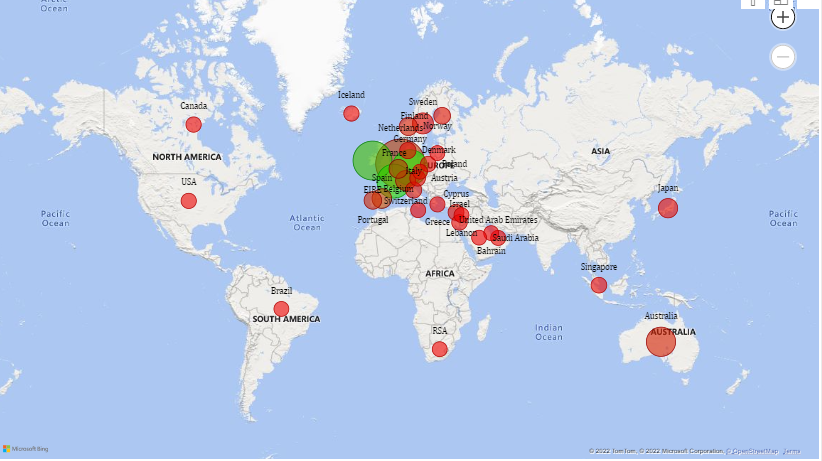 Arctic
Ocean
Iceland
Sweden
Canada
Finland
Norway
Netherlands
Germany
NORTH AMERICA
France
Denmark
ASIA
Poland
Italy
Spain
Austria
USA
EIRE
Belgium
Japan
Cyprus
Switzerland
Israel
Pacific
Ocean
Atlantic
Ocean
Portugal
Greece
United Arab Emirates
Pacific
Ocean
Lebanon
Saudi Arabia
Bahrain
AFRICA
Singapore
Brazil
SOUTH AMERICA
Australia
RSA
Indian
Ocean
AUSTRALIA
Microsoft Bing
© 2022 TomTom, © 2022 Microsoft Corporation, © OpenStreetMap Terms